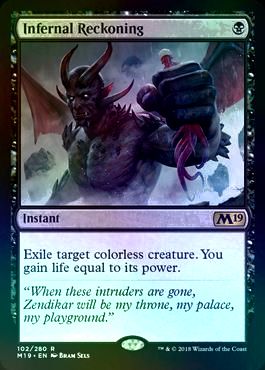 Infernal Reckoning
Instant
M19
Exile target colorless creature. You
gain life equal to its power.
“When these intruders are gone,
Zendikar will be my throne, my palace,
my playground.”
102/280 R
M19 • EN Bram Sels
™ & © 2018 Wizards of the Coast